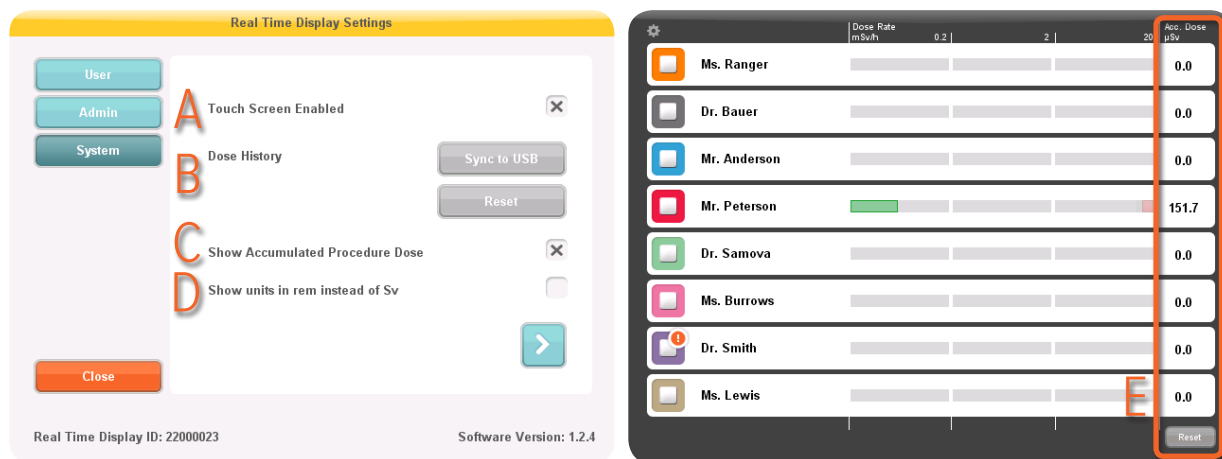 Real Time Display Settings
User
Admin
System
A
Touch Screen Enabled
B
Dose History
Sync to USB
Reset
C
Show Accumulated Procedure Dose
D
Show units in rem instead of Sv
Close
Real Time Display ID: 22000023
Software Version: 1.2.4
Dose Rate
mSv/h
0.2
2
20
Acc. Dose
µSv
Ms. Ranger
0.0
Dr. Bauer
0.0
Mr. Anderson
0.0
Mr. Peterson
151.7
Dr. Samova
0.0
Ms. Burrows
0.0
!
Dr. Smith
0.0
Ms. Lewis
E
0.0
Reset